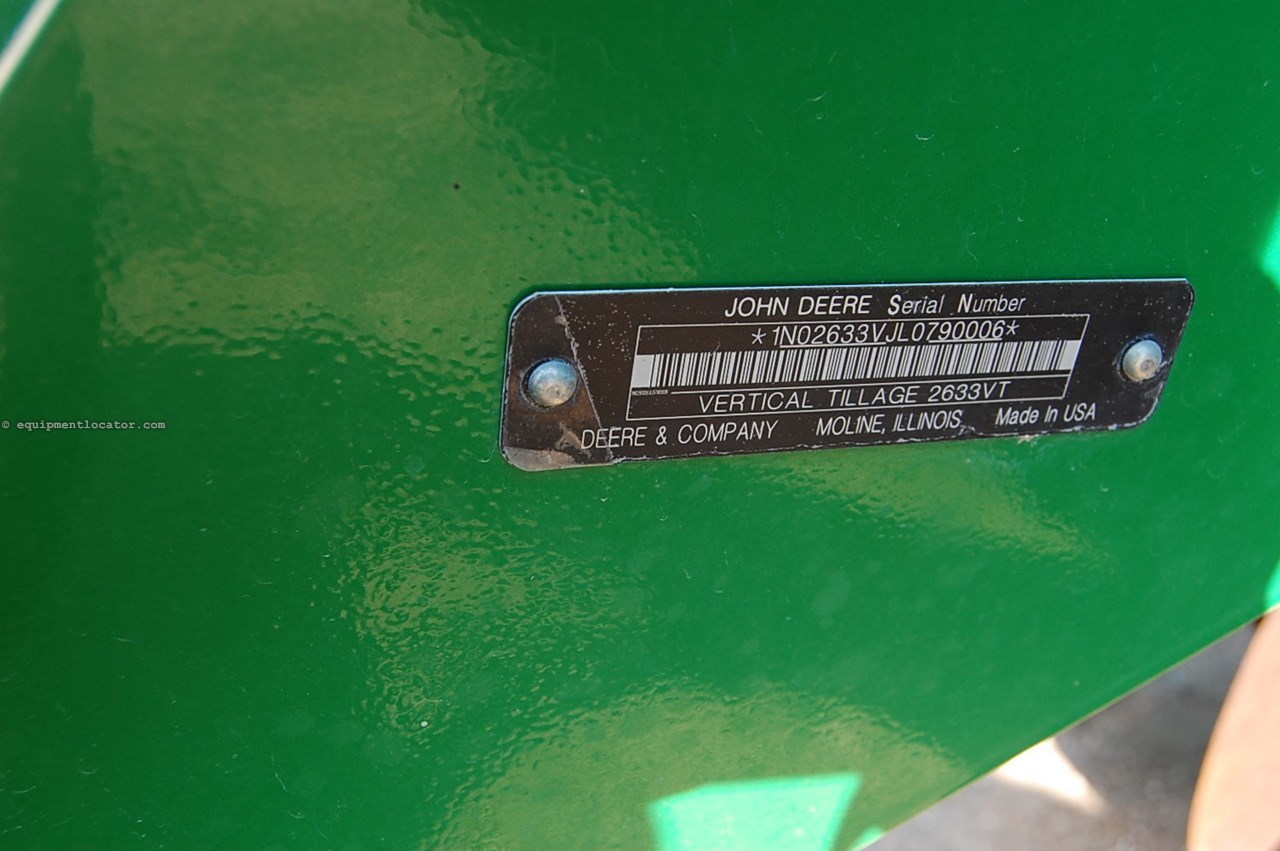 JOHN DEERE Serial Number
*1N02633VJL0790006*
VERTICAL TILLAGE 2633VT
DEERE & COMPANY MOLINE, ILLINOIS Made In USA
© equipmentlocator.com